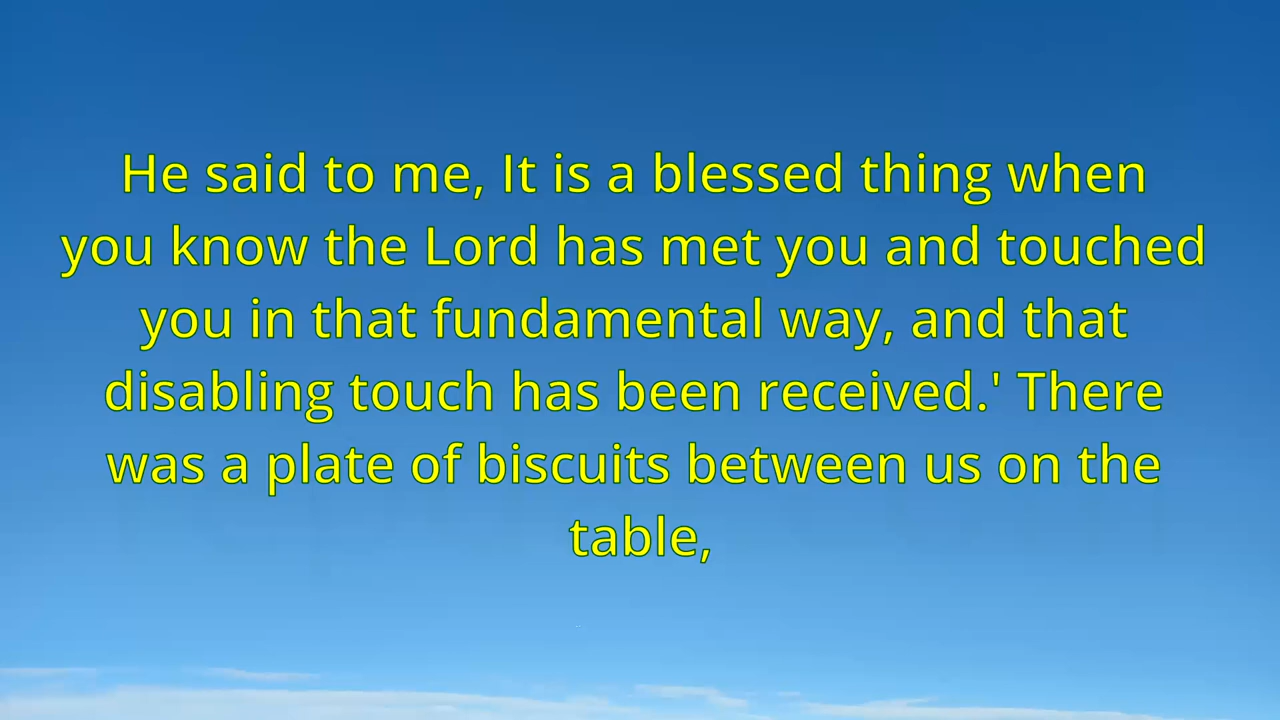 He said to me, It is a blessed thing when
you know the Lord has met you and touched
you in that fundamental way, and that
disabling touch has been received.' There
was a plate of biscuits between us on the
table,